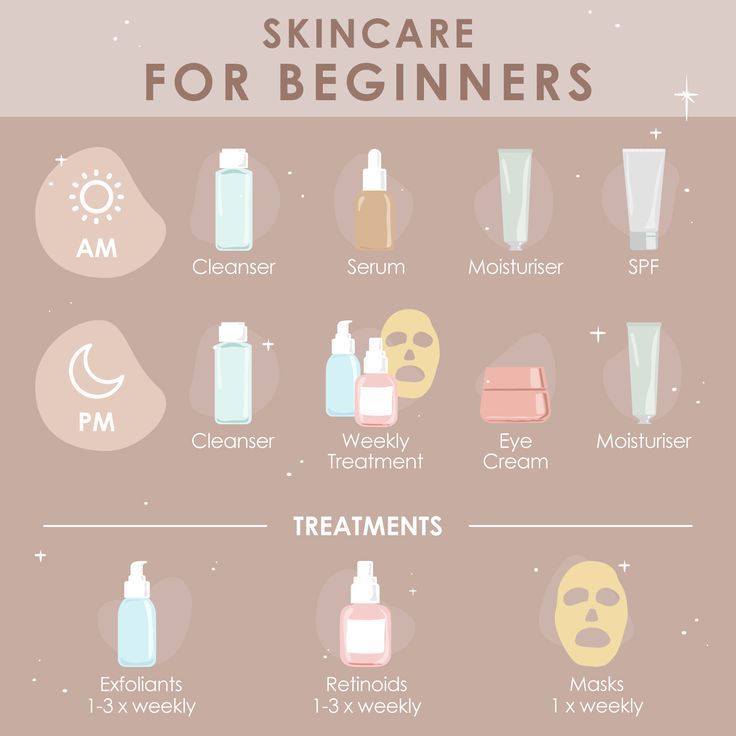 SKINCARE
FOR BEGINNERS
AM
Cleanser
Serum
Moisturiser
SPF
PM
Cleanser
Weekly
Treatment
Eye
Cream
Moisturiser
TREATMENTS
Exfoliants
1-3 x weekly
Retinoids
1-3 x weekly
Masks
1 x weekly